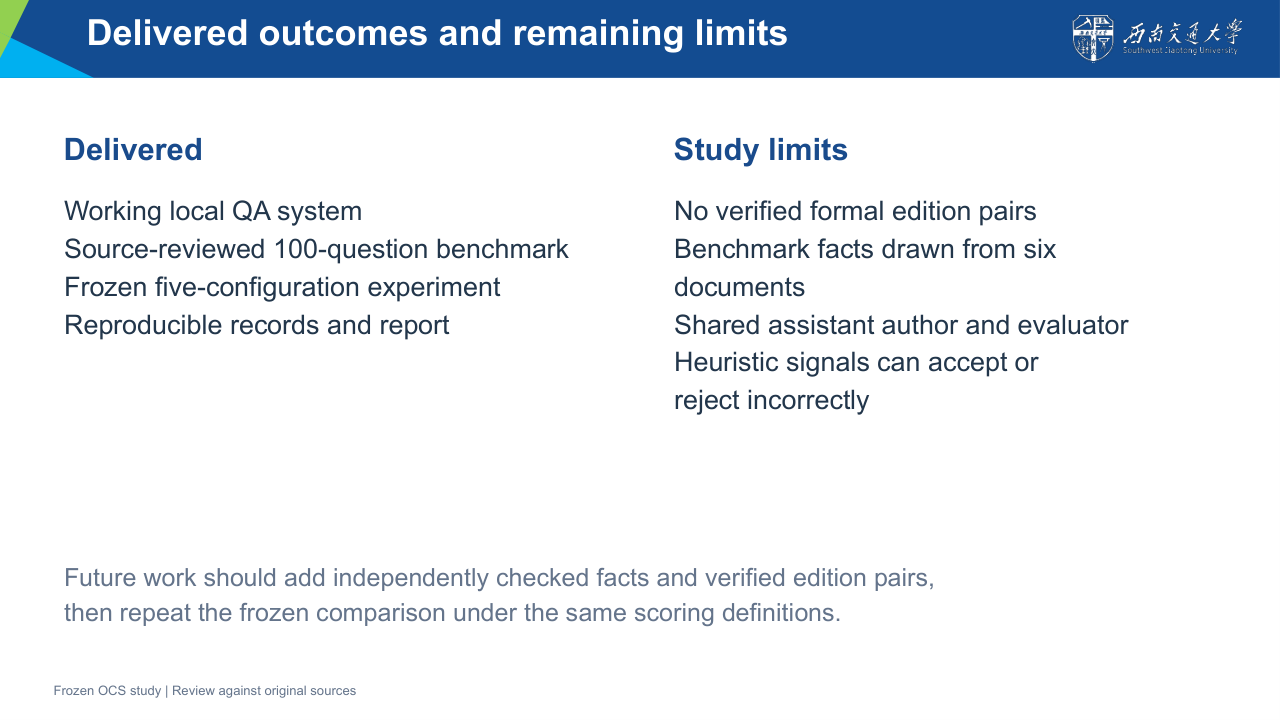 Delivered outcomes and remaining limits
西南交通大學
Southwest Jiaotong University
Delivered
Working local QA system
Source-reviewed 100-question benchmark
Frozen five-configuration experiment
Reproducible records and report
Study limits
No verified formal edition pairs
Benchmark facts drawn from six
documents
Shared assistant author and evaluator
Heuristic signals can accept or
reject incorrectly
Future work should add independently checked facts and verified edition pairs,
then repeat the frozen comparison under the same scoring definitions.
Frozen OCS study | Review against original sources